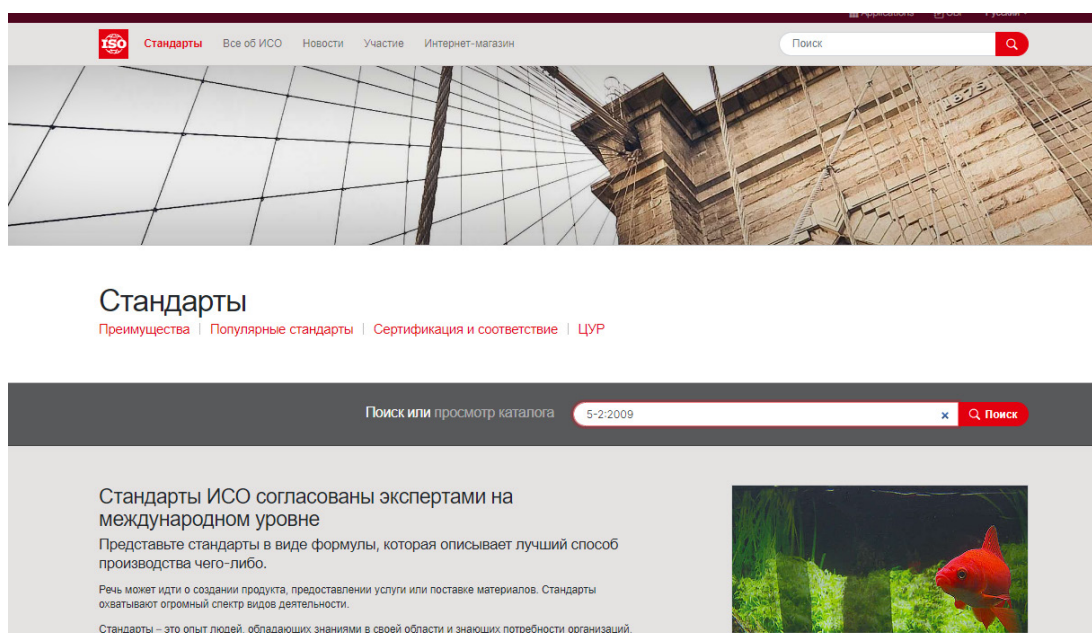 Applications
Русский
ISO
Стандарты Все об ИСО Новости Участие Интернет-магазин Поиск
1875
Стандарты
Преимущества | Популярные стандарты | Сертификация и соответствие | ЦУР
Поиск или просмотр каталога 5-2:2009 × Поиск
Стандарты ИСО согласованы экспертами на
международном уровне
Представьте стандарты в виде формулы, которая описывает лучший способ
производства чего-либо.
Речь может идти о создании продукта, предоставлении услуги или поставке материалов. Стандарты
охватывают огромный спектр видов деятельности.
Стандарты – это опыт людей, обладающих знаниями в своей области и знающих потребности организаций,